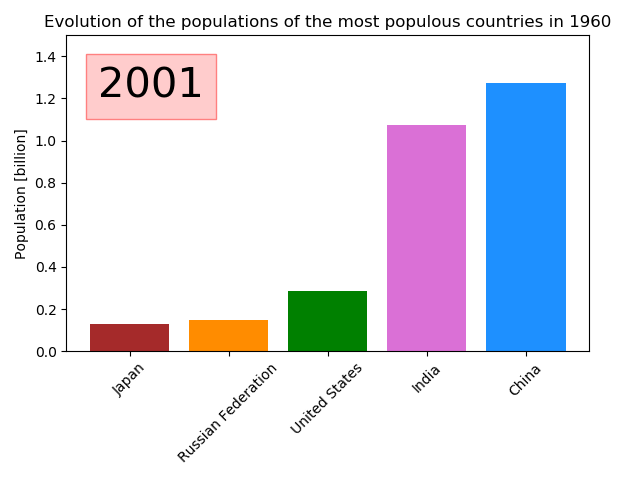 Evolution of the populations of the most populous countries in 1960
2001
Population [billion]
1.4
1.2
1.0
0.8
0.6
0.4
0.2
0.0
Japan
Russian Federation
United States
India
China